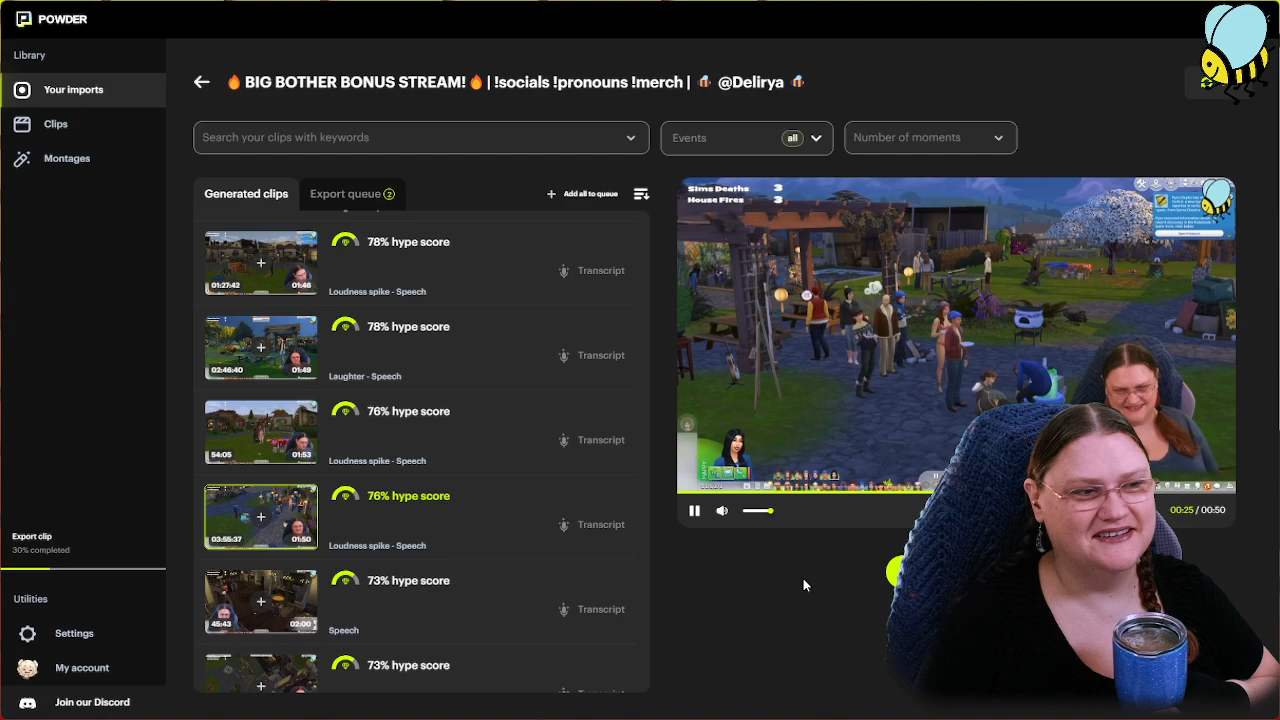 POWDER
Library
Your imports
Clips
Montages
🔥 BIG BOTHER BONUS STREAM! 🔥 | !socials !pronouns !merch | 🐝 @Delirya 🐝
Search your clips with keywords
Events
all
Number of moments
Generated clips
Export queue 2
Add all to queue
78% hype score
01:27:42
01:46
Transcript
Loudness spike - Speech
78% hype score
02:46:40
01:49
Transcript
Laughter - Speech
76% hype score
54:05
01:53
Transcript
Loudness spike - Speech
76% hype score
03:55:37
01:50
Transcript
Loudness spike - Speech
73% hype score
45:43
02:00
Transcript
Speech
73% hype score
Sims Deaths 3
House Fires 3
00:25 / 00:50
Export clip
30% completed
Utilities
Settings
My account
Join our Discord